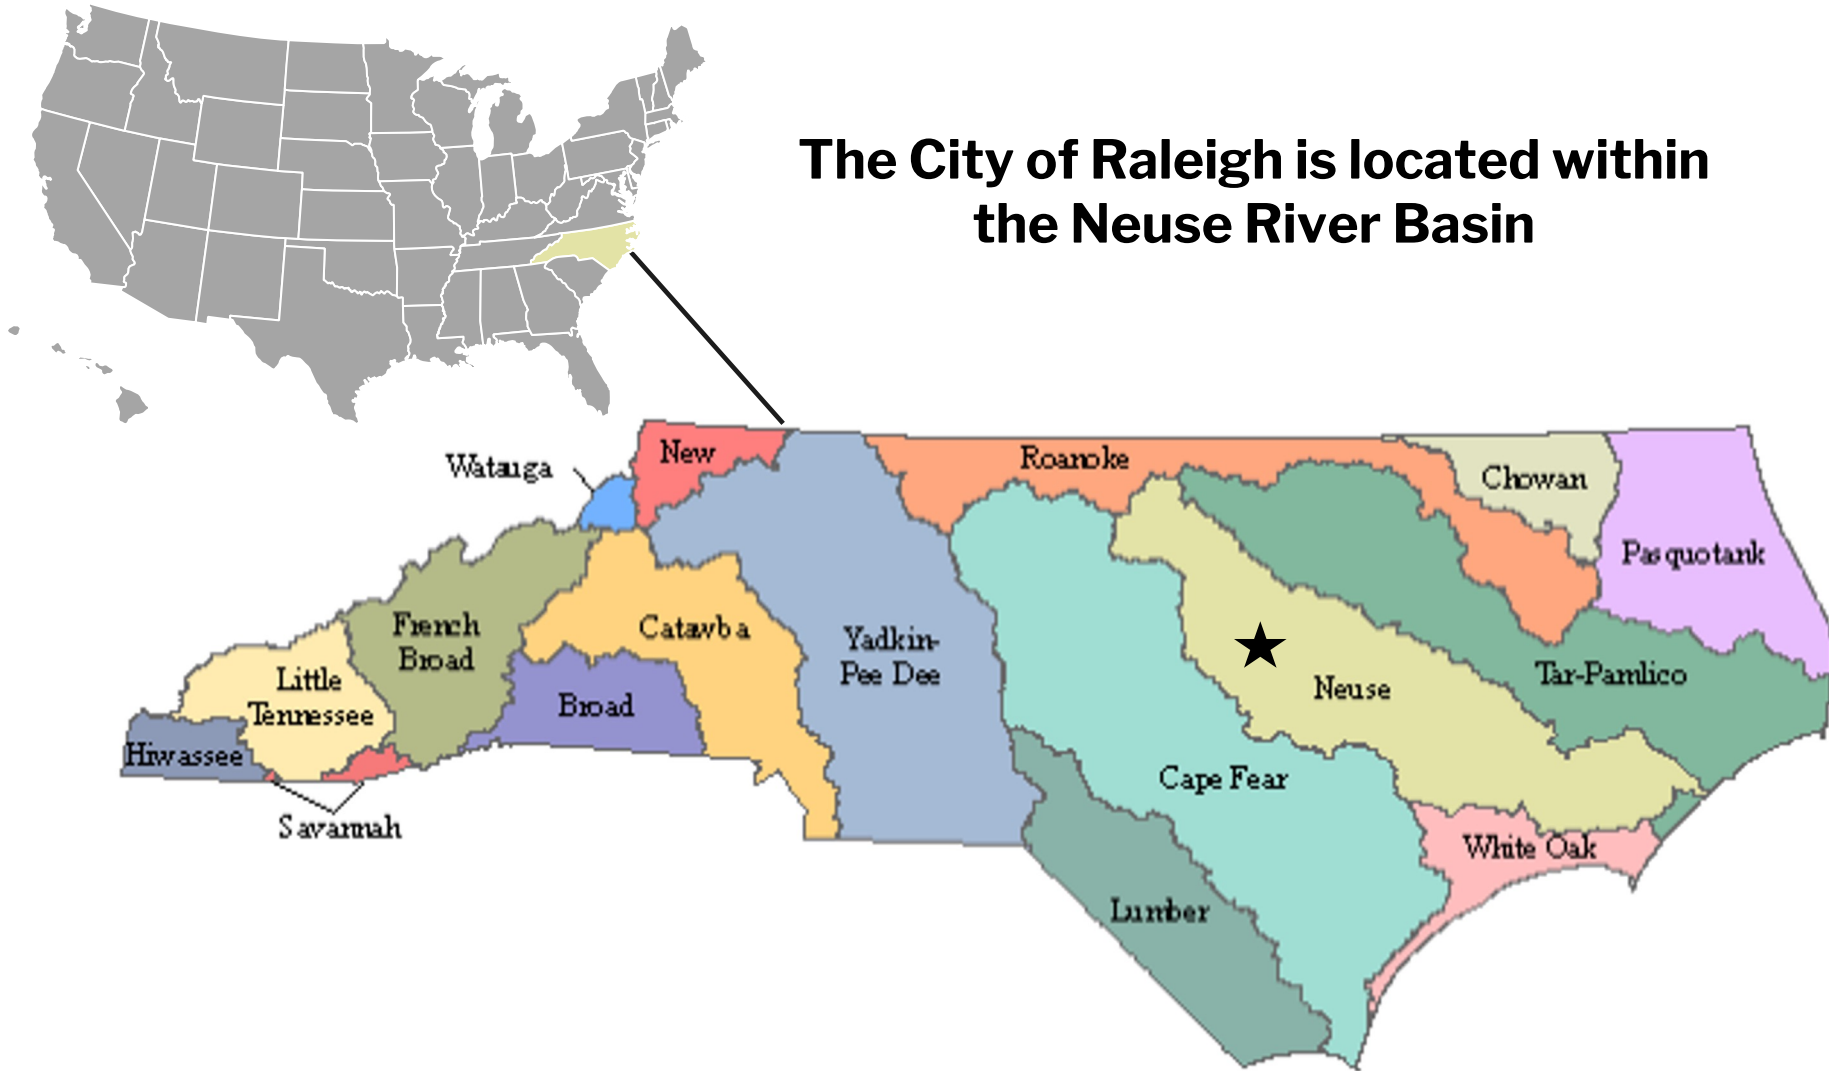 The City of Raleigh is located within
the Neuse River Basin
New
Watauga
Roanoke
Chowan
Pasquotank
French
Broad
Catawba
Yadkin-
Pee Dee
Little
Tennessee
Broad
Neuse
Tar-Pamlico
Hiwassee
Cape Fear
Savannah
White Oak
Lumber